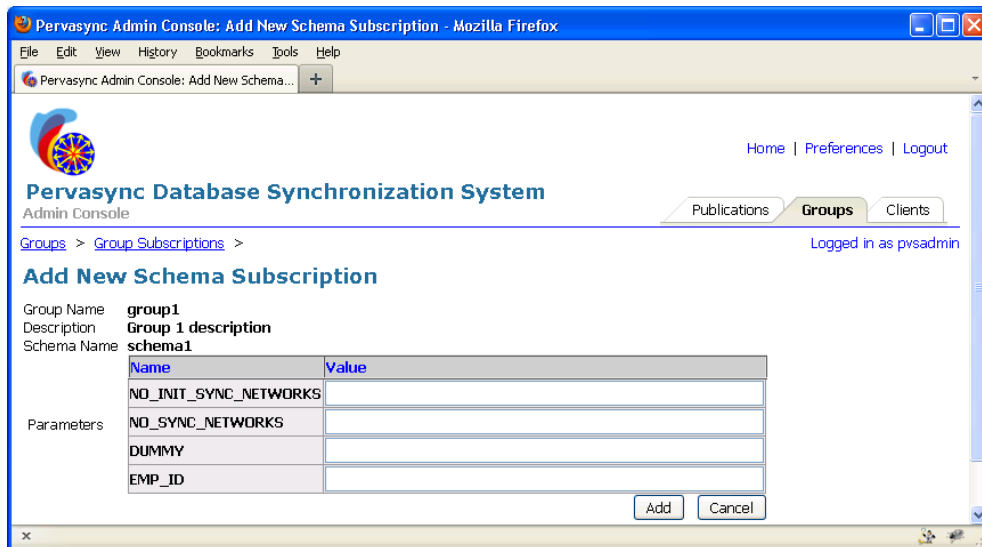 Pervasync Admin Console: Add New Schema Subscription - Mozilla Firefox
File Edit View History Bookmarks Tools Help
Pervasync Admin Console: Add New Schema... +
Home | Preferences | Logout
Pervasync Database Synchronization System
Admin Console
Publications Groups Clients
Groups > Group Subscriptions >
Logged in as pvsadmin
Add New Schema Subscription
Group Name group1
Description Group 1 description
Schema Name schema1
Name Value
NO_INIT_SYNC_NETWORKS
Parameters
NO_SYNC_NETWORKS
DUMMY
EMP_ID
Add Cancel
x